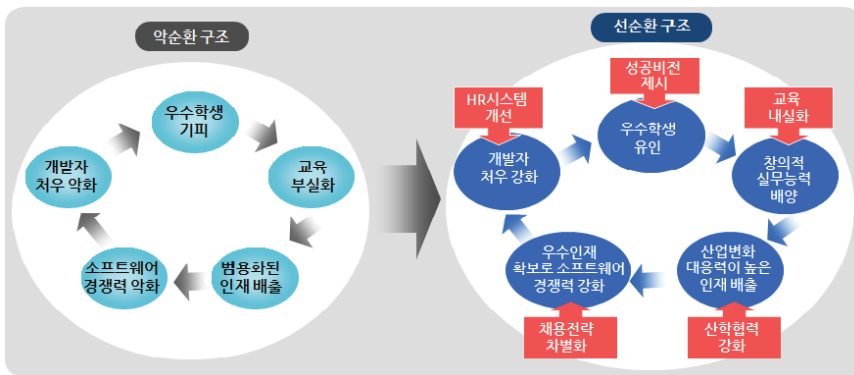 악순환 구조
우수학생
기피
교육
부실화
범용화된
인재 배출
소프트웨어
경쟁력 악화
개발자
처우 악화
선순환 구조
성공비전
제시
우수학생
유인
교육
내실화
창의적
실무능력
배양
산업변화
대응력이 높은
인재 배출
산학협력
강화
우수인재
확보로 소프트웨어
경쟁력 강화
채용전략
차별화
HR시스템
개선
개발자
처우 강화